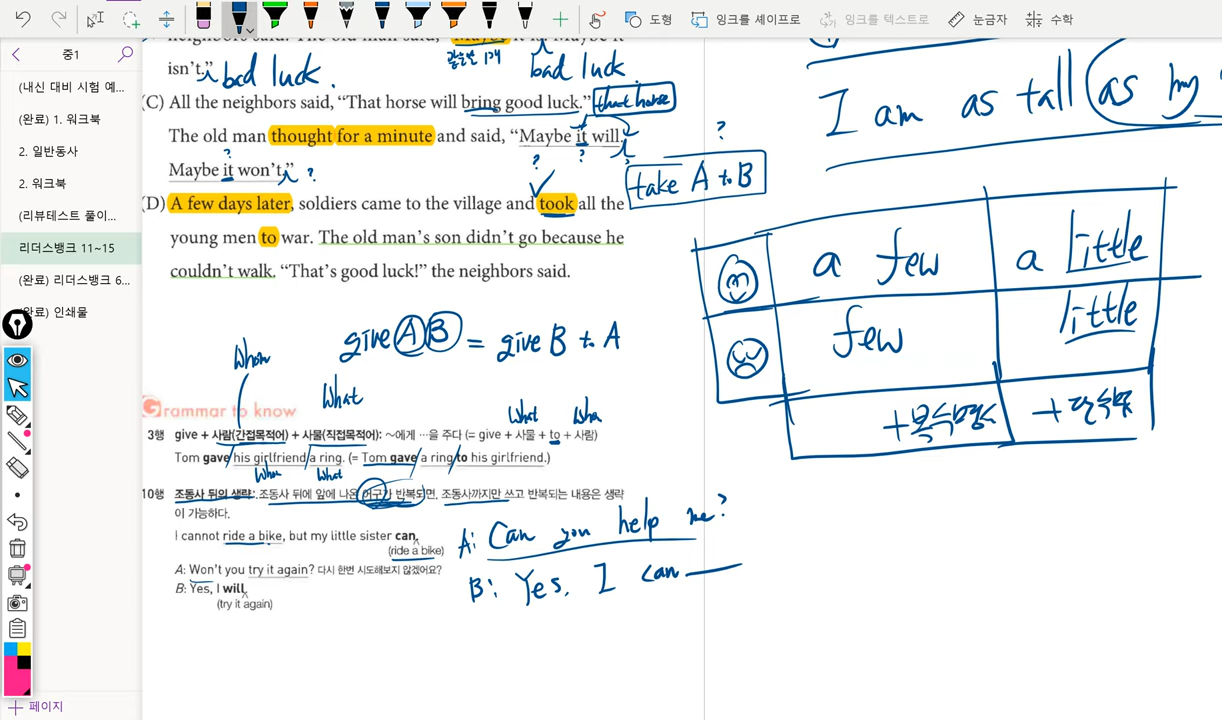 도형
잉크를 셰이프로
잉크를 텍스트로
눈금자
수학
중1
(내신 대비 시험 예...
(완료) 1. 워크북
2. 일반동사
2. 워크북
(리뷰테스트 풀이...
리더스뱅크 11~15
(완료) 리더스뱅크 6...
(완료) 인쇄물
페이지
isn't."
bad luck.
bad luck.
(C) All the neighbors said, "That horse will bring good luck."
that horse
The old man thought for a minute and said, "Maybe it will.
Maybe it won't."
take A to B
(D) A few days later, soldiers came to the village and took all the
young men to war. The old man's son didn't go because he
couldn't walk. "That's good luck!" the neighbors said.
give A B = give B to A
Whom
What
What
Grammar to know
3행 give + 사람(간접목적어) + 사물(직접목적어): ~에게 …을 주다 (= give + 사물 + to + 사람)
Tom gave his girlfriend a ring. (= Tom gave a ring to his girlfriend.)
Whom
What
10행 조동사 뒤의 생략: 조동사 뒤에 앞에 나온 어구가 반복되면, 조동사까지만 쓰고 반복되는 내용은 생략
이 가능하다.
I cannot ride a bike, but my little sister can.
(ride a bike)
A: Won't you try it again? 다시 한번 시도해보지 않겠어요?
B: Yes, I will.
(try it again)
A: Can you help me?
B: Yes, I can
I am as tall as my
a few
a little
few
little
+복수명사